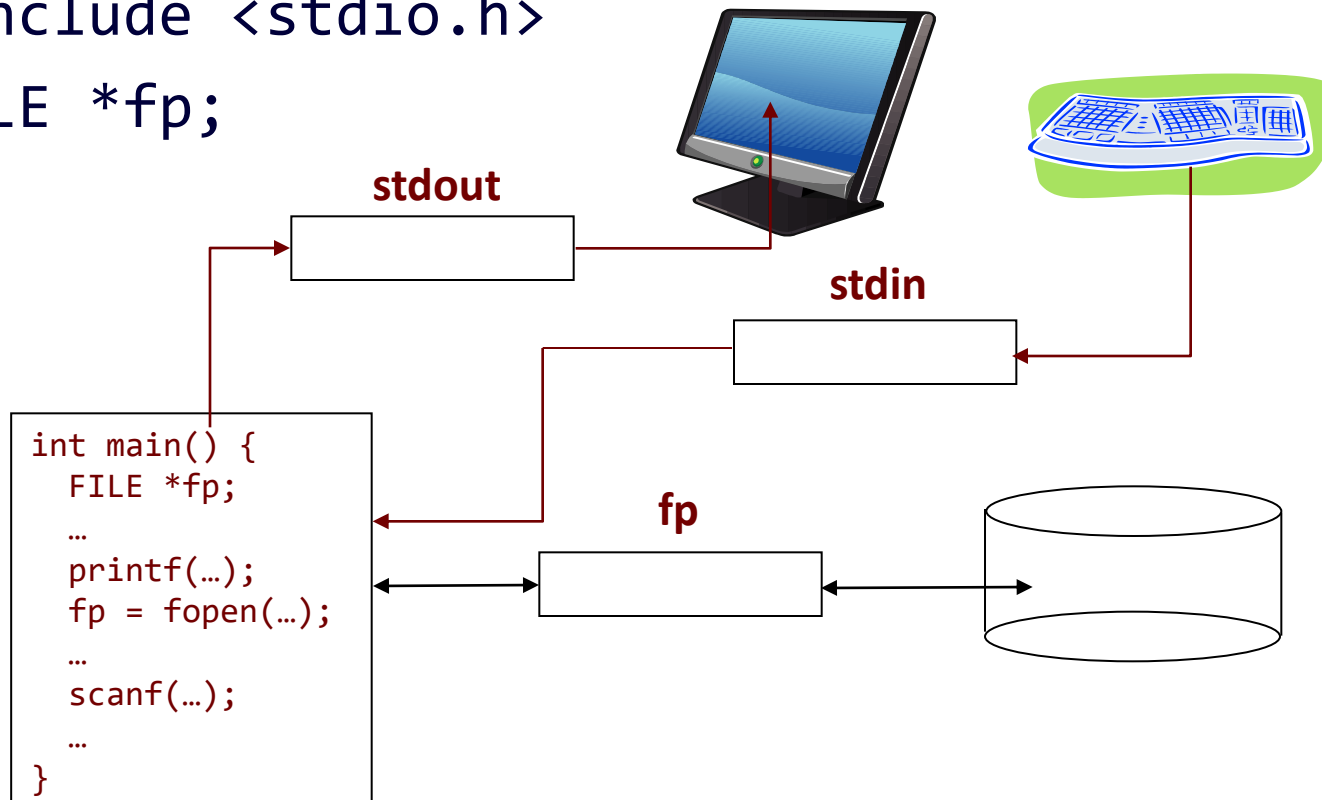 nclude <stdio.h>
LE *fp;
stdout
stdin
fp
int main() {
FILE *fp;
…
printf(…);
fp = fopen(…);
…
scanf(…);
…
}